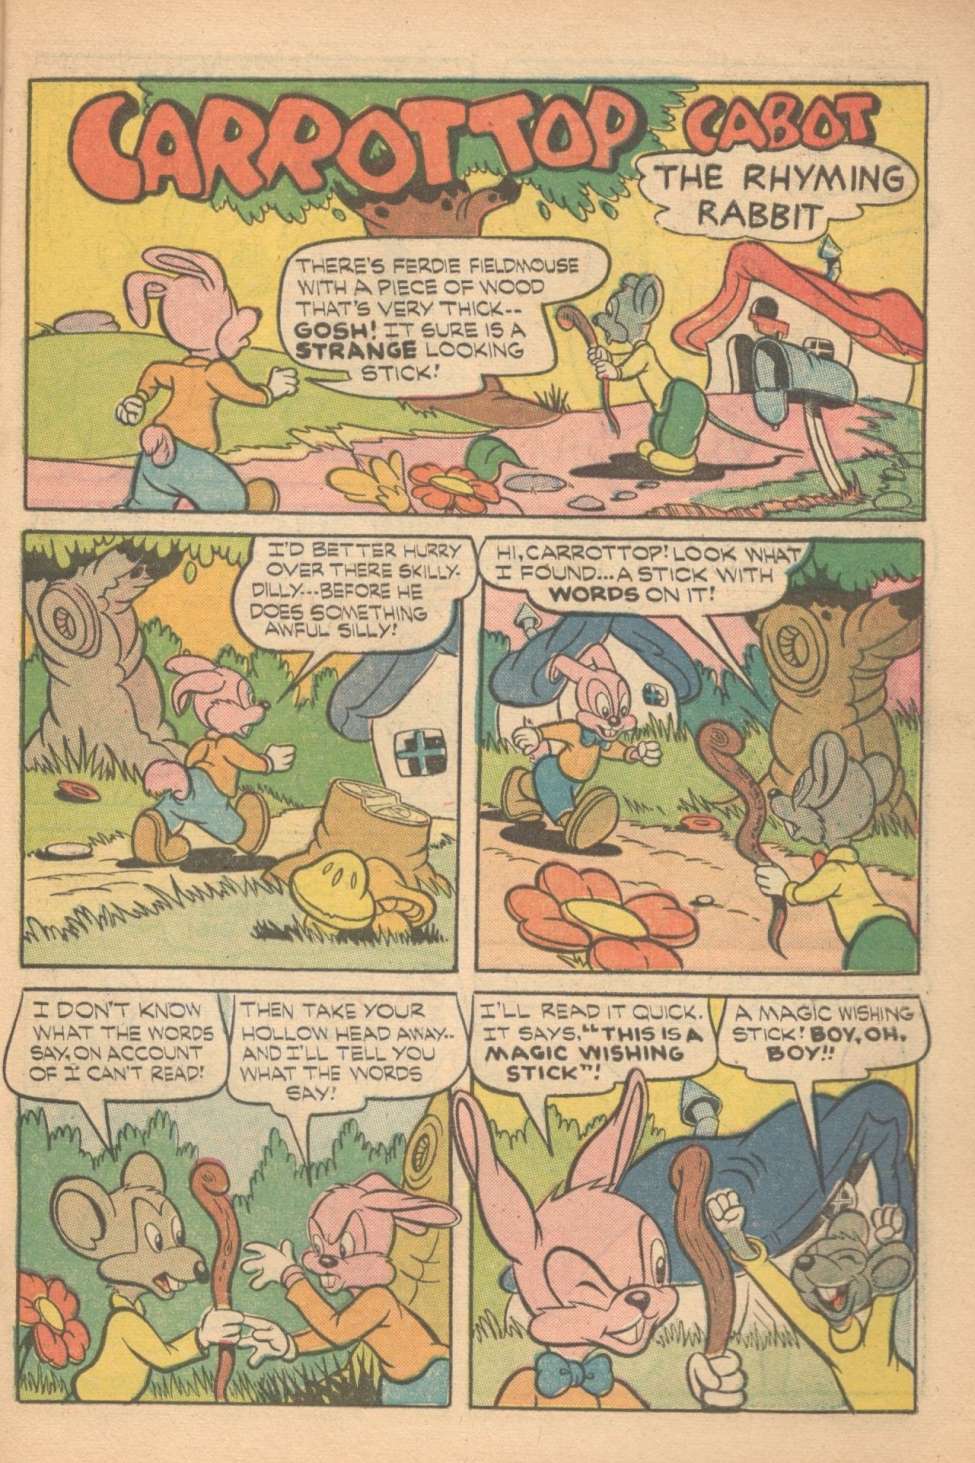 CARROTTOP CABOT
THE RHYMING
RABBIT
THERE'S FERDIE FIELDMOUSE
WITH A PIECE OF WOOD
THAT'S VERY THICK--
GOSH! IT SURE IS A
STRANGE LOOKING
STICK!
I'D BETTER HURRY
OVER THERE SKILLY-
DILLY---BEFORE HE
DOES SOMETHING
AWFUL SILLY!
HI, CARROTTOP! LOOK WHAT
I FOUND...A STICK WITH
WORDS ON IT!
I DON'T KNOW
WHAT THE WORDS
SAY, ON ACCOUNT
OF I CAN'T READ!
THEN TAKE YOUR
HOLLOW HEAD AWAY--
AND I'LL TELL YOU
WHAT THE WORDS
SAY!
I'LL READ IT QUICK.
IT SAYS, "THIS IS A
MAGIC WISHING
STICK"!
A MAGIC WISHING
STICK! BOY, OH,
BOY!!